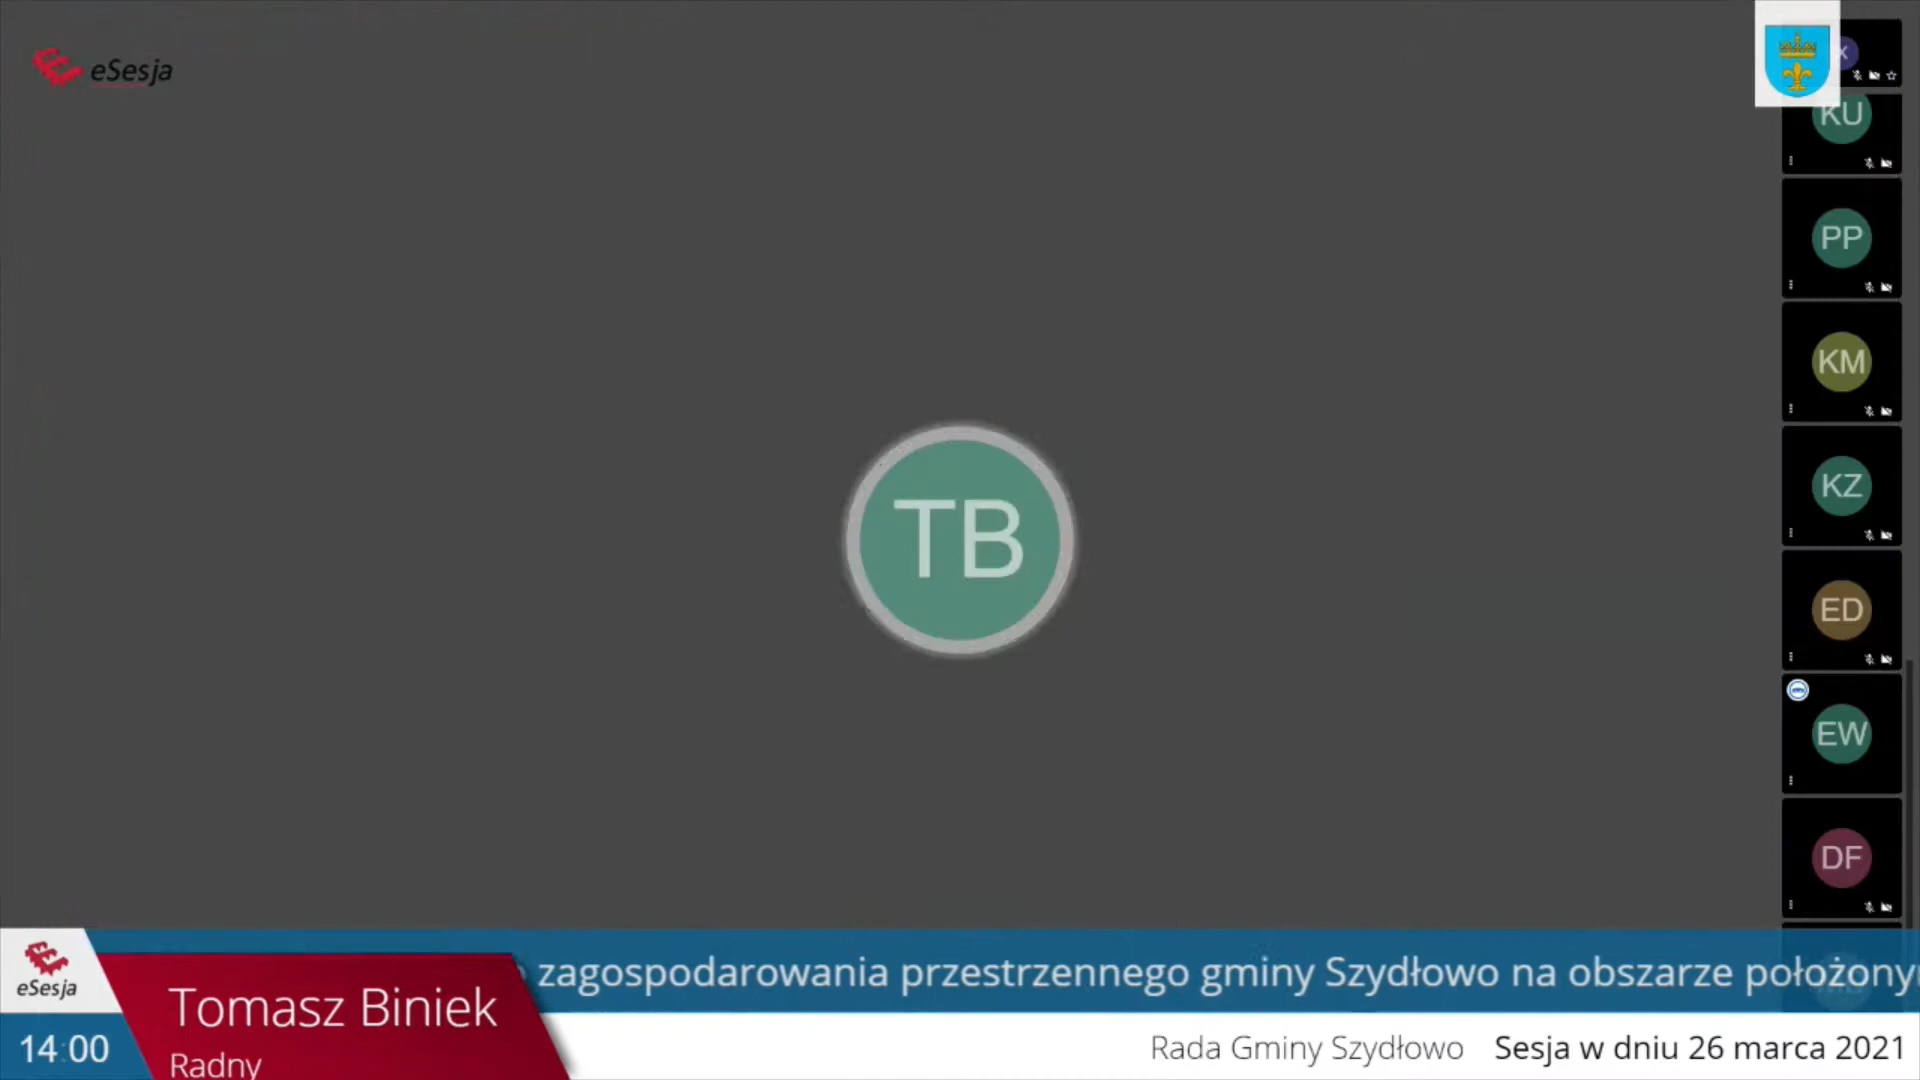 eSesja
X
KU
PP
KM
KZ
ED
EW
DF
TB
eSesja
zagospodarowania przestrzennego gminy Szydłowo na obszarze położony
Tomasz Biniek
Radny
14:00
Rada Gminy Szydłowo Sesja w dniu 26 marca 2021